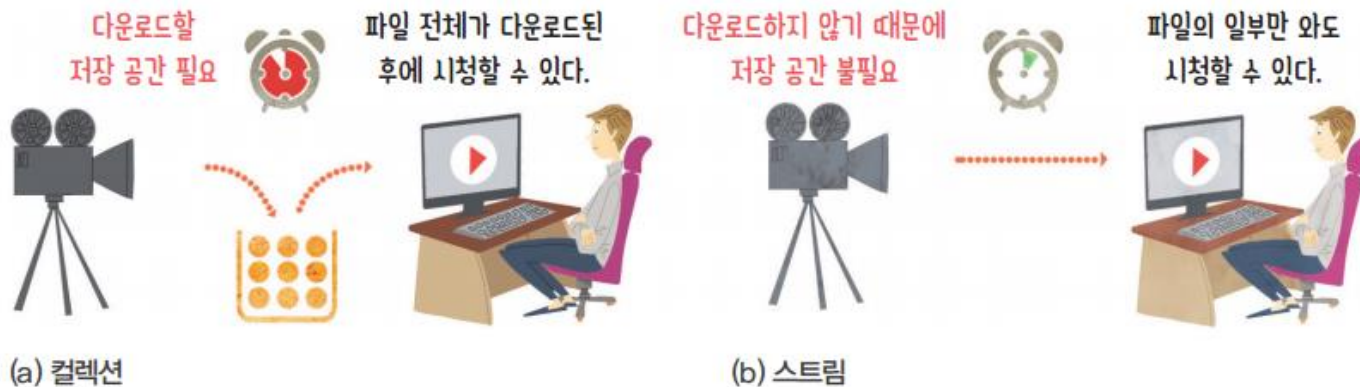 다운로드할
저장 공간 필요
파일 전체가 다운로드된
후에 시청할 수 있다.
(a) 컬렉션
다운로드하지 않기 때문에
저장 공간 불필요
파일의 일부만 와도
시청할 수 있다.
(b) 스트림